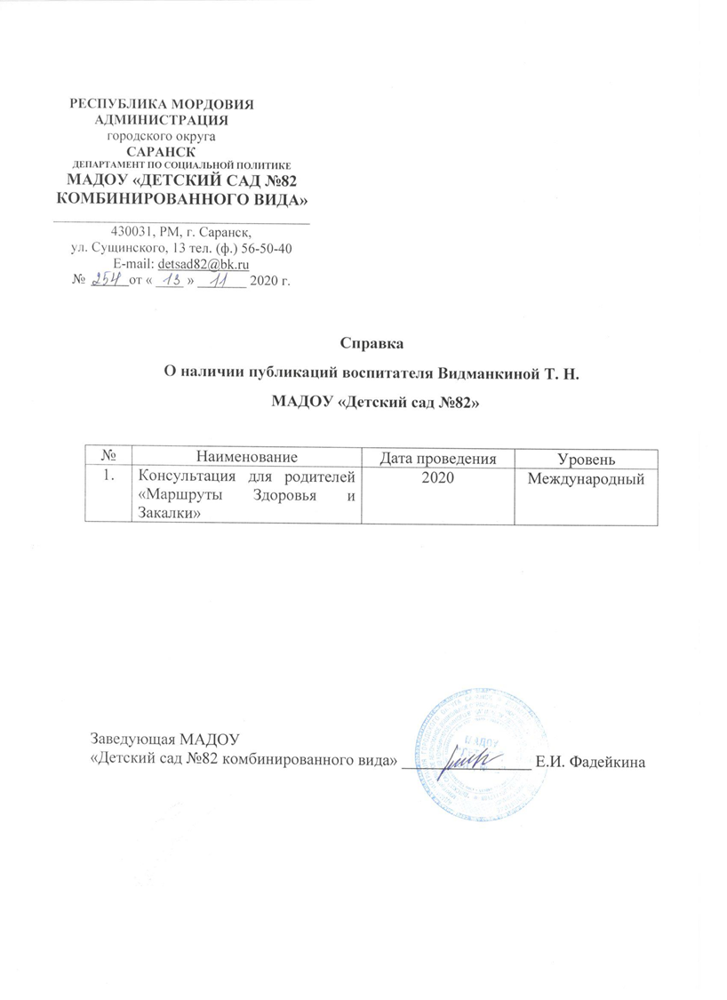 РЕСПУБЛИКА МОРДОВИЯ
АДМИНИСТРАЦИЯ
городского округа
САРАНСК
ДЕПАРТАМЕНТ ПО СОЦИАЛЬНОЙ ПОЛИТИКЕ
МАДОУ «ДЕТСКИЙ САД №82
КОМБИНИРОВАННОГО ВИДА»
430031, РМ, г. Саранск,
ул. Сущинского, 13 тел. (ф.) 56-50-40
E-mail: detsad82@bk.ru
№ 254 от « 13 » 11 2020 г.
Справка
О наличии публикаций воспитателя Видманкиной Т. Н.
МАДОУ «Детский сад №82»
№ Наименование Дата проведения Уровень
1. Консультация для родителей 2020 Международный
«Маршруты Здоровья и
Закалки»
МАДОУ
Заведующая МАДОУ
«Детский сад №82 комбинированного вида» Е.И. Фадейкина